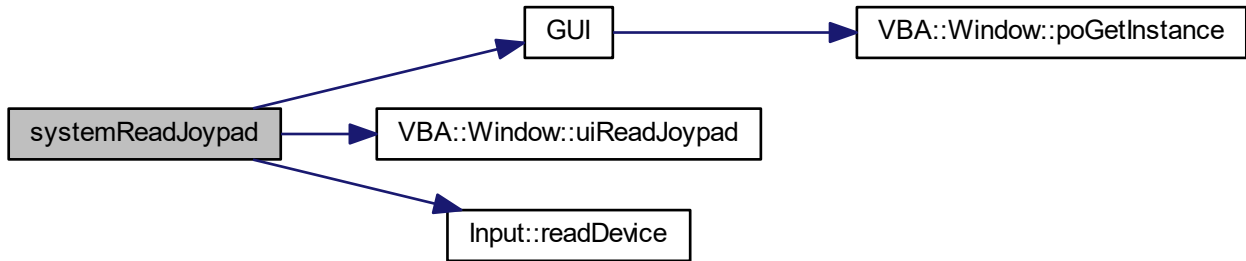 GUI
VBA::Window::poGetInstance
systemReadJoypad
VBA::Window::uiReadJoypad
Input::readDevice